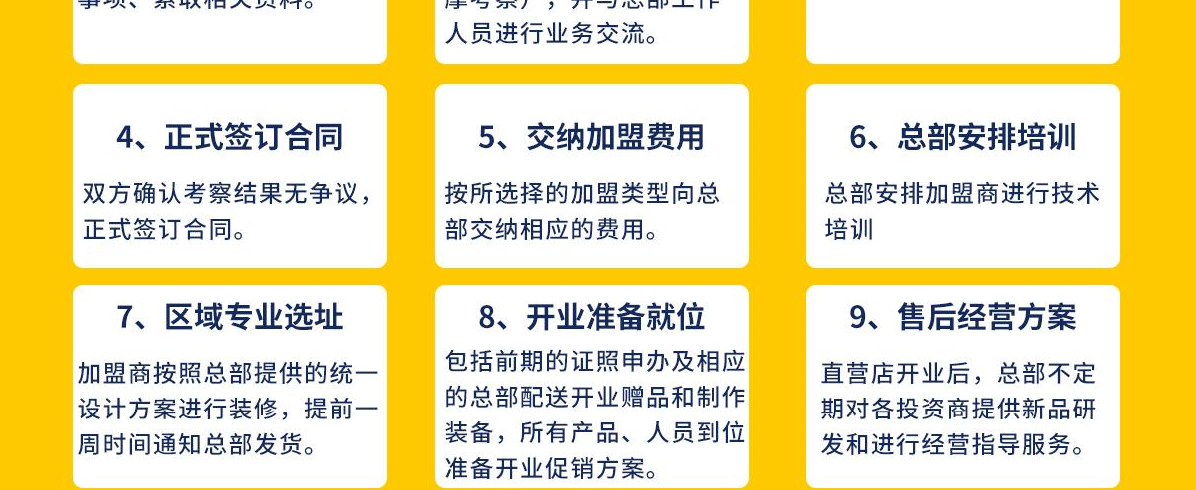 人员进行业务交流。
4、正式签订合同
双方确认考察结果无争议，
正式签订合同。
5、交纳加盟费用
按所选择的加盟类型向总
部交纳相应的费用。
6、总部安排培训
总部安排加盟商进行技术
培训
7、区域专业选址
加盟商按照总部提供的统一
设计方案进行装修，提前一
周时间通知总部发货。
8、开业准备就位
包括前期的证照申办及相应
的总部配送开业赠品和制作
装备，所有产品、人员到位
准备开业促销方案。
9、售后经营方案
直营店开业后，总部不定
期对各投资商提供新品研
发和进行经营指导服务。